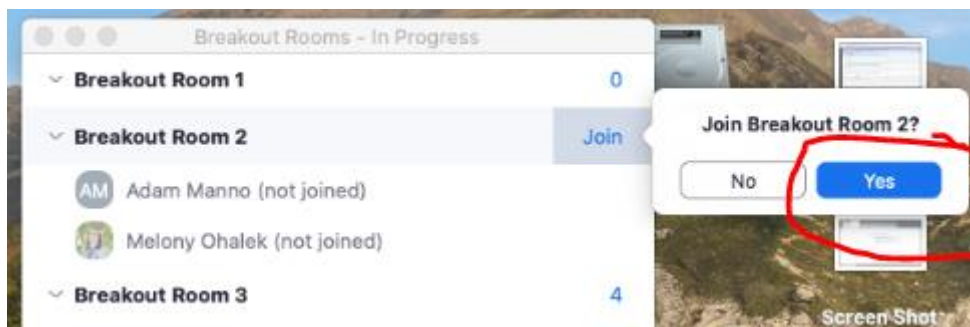 Breakout Rooms - In Progress
Breakout Room 1 0
Breakout Room 2 Join
Join Breakout Room 2?
No Yes
AM Adam Manno (not joined)
Melony Ohalek (not joined)
Breakout Room 3 4
Screen Shot